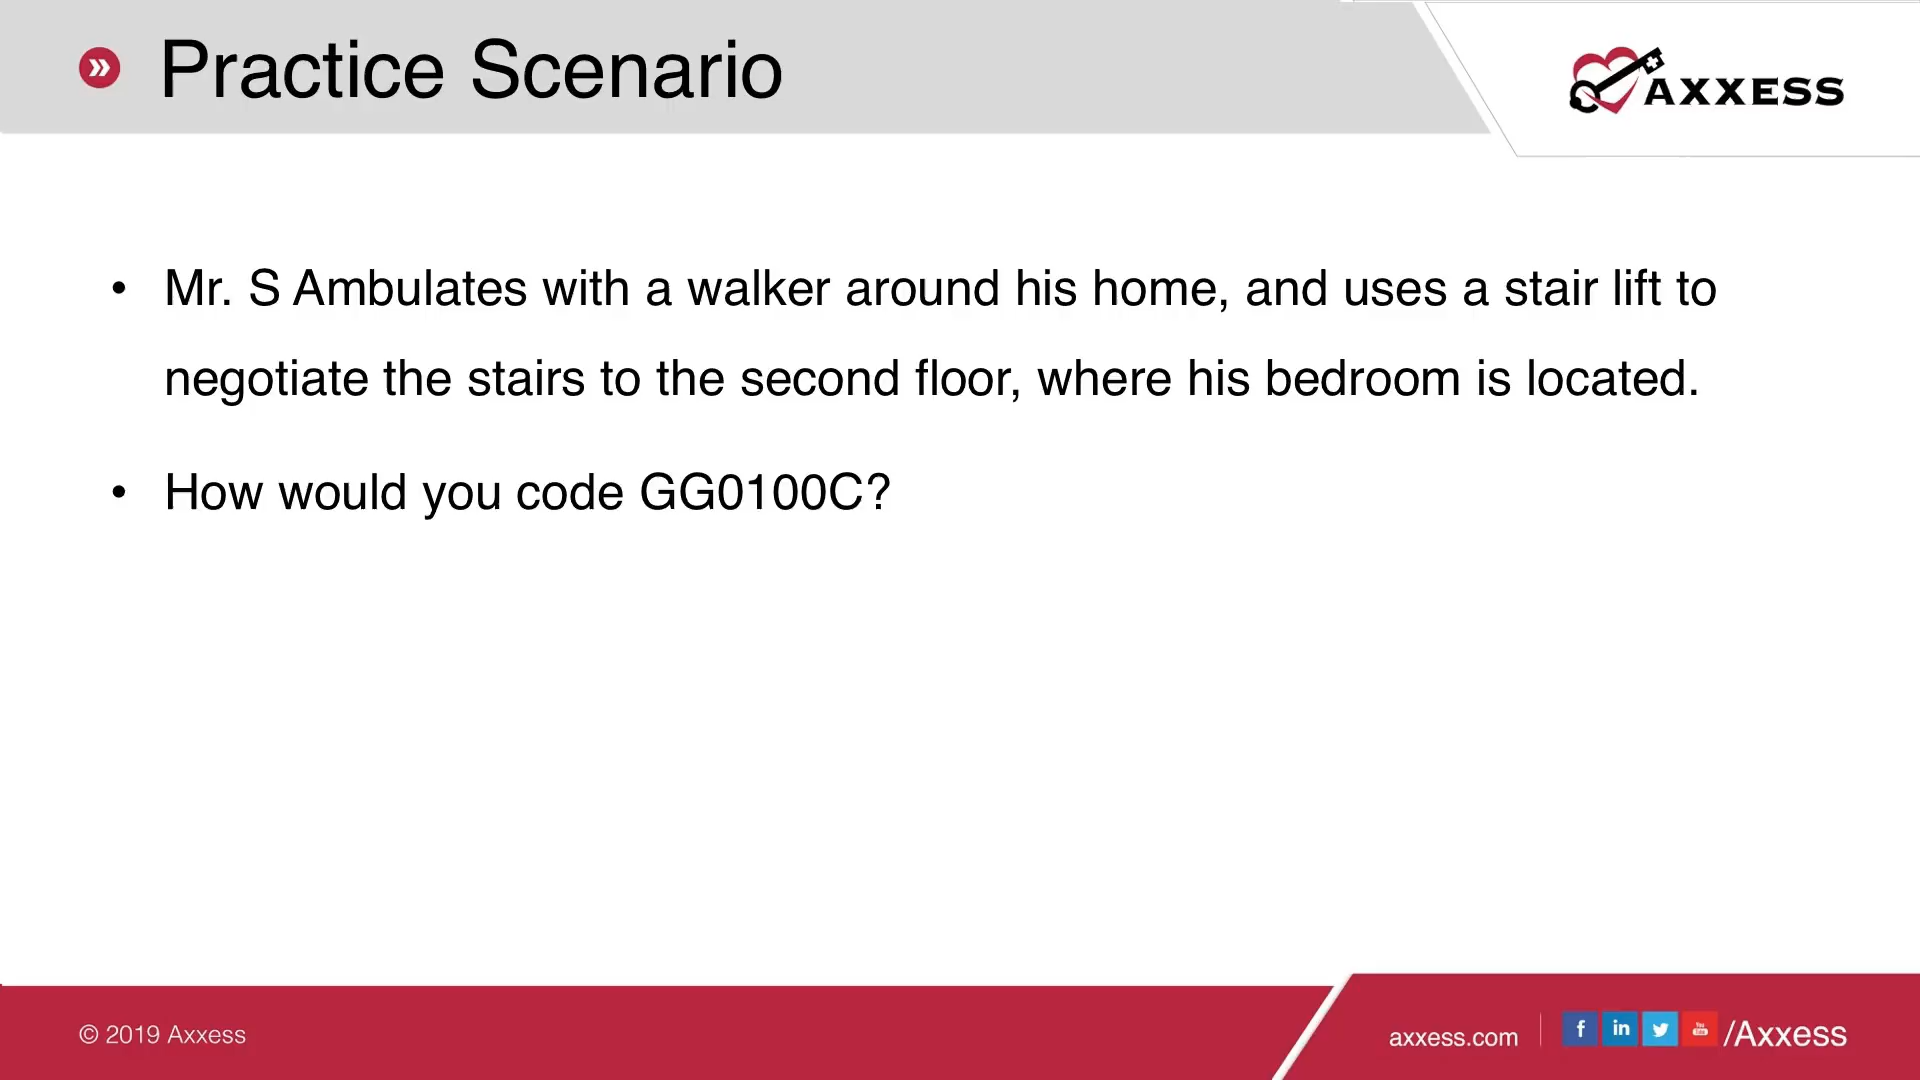 Practice Scenario
AXXESS
• Mr. S Ambulates with a walker around his home, and uses a stair lift to
negotiate the stairs to the second floor, where his bedroom is located.
• How would you code GG0100C?
© 2019 Axxess
axxess.com
/Axxess